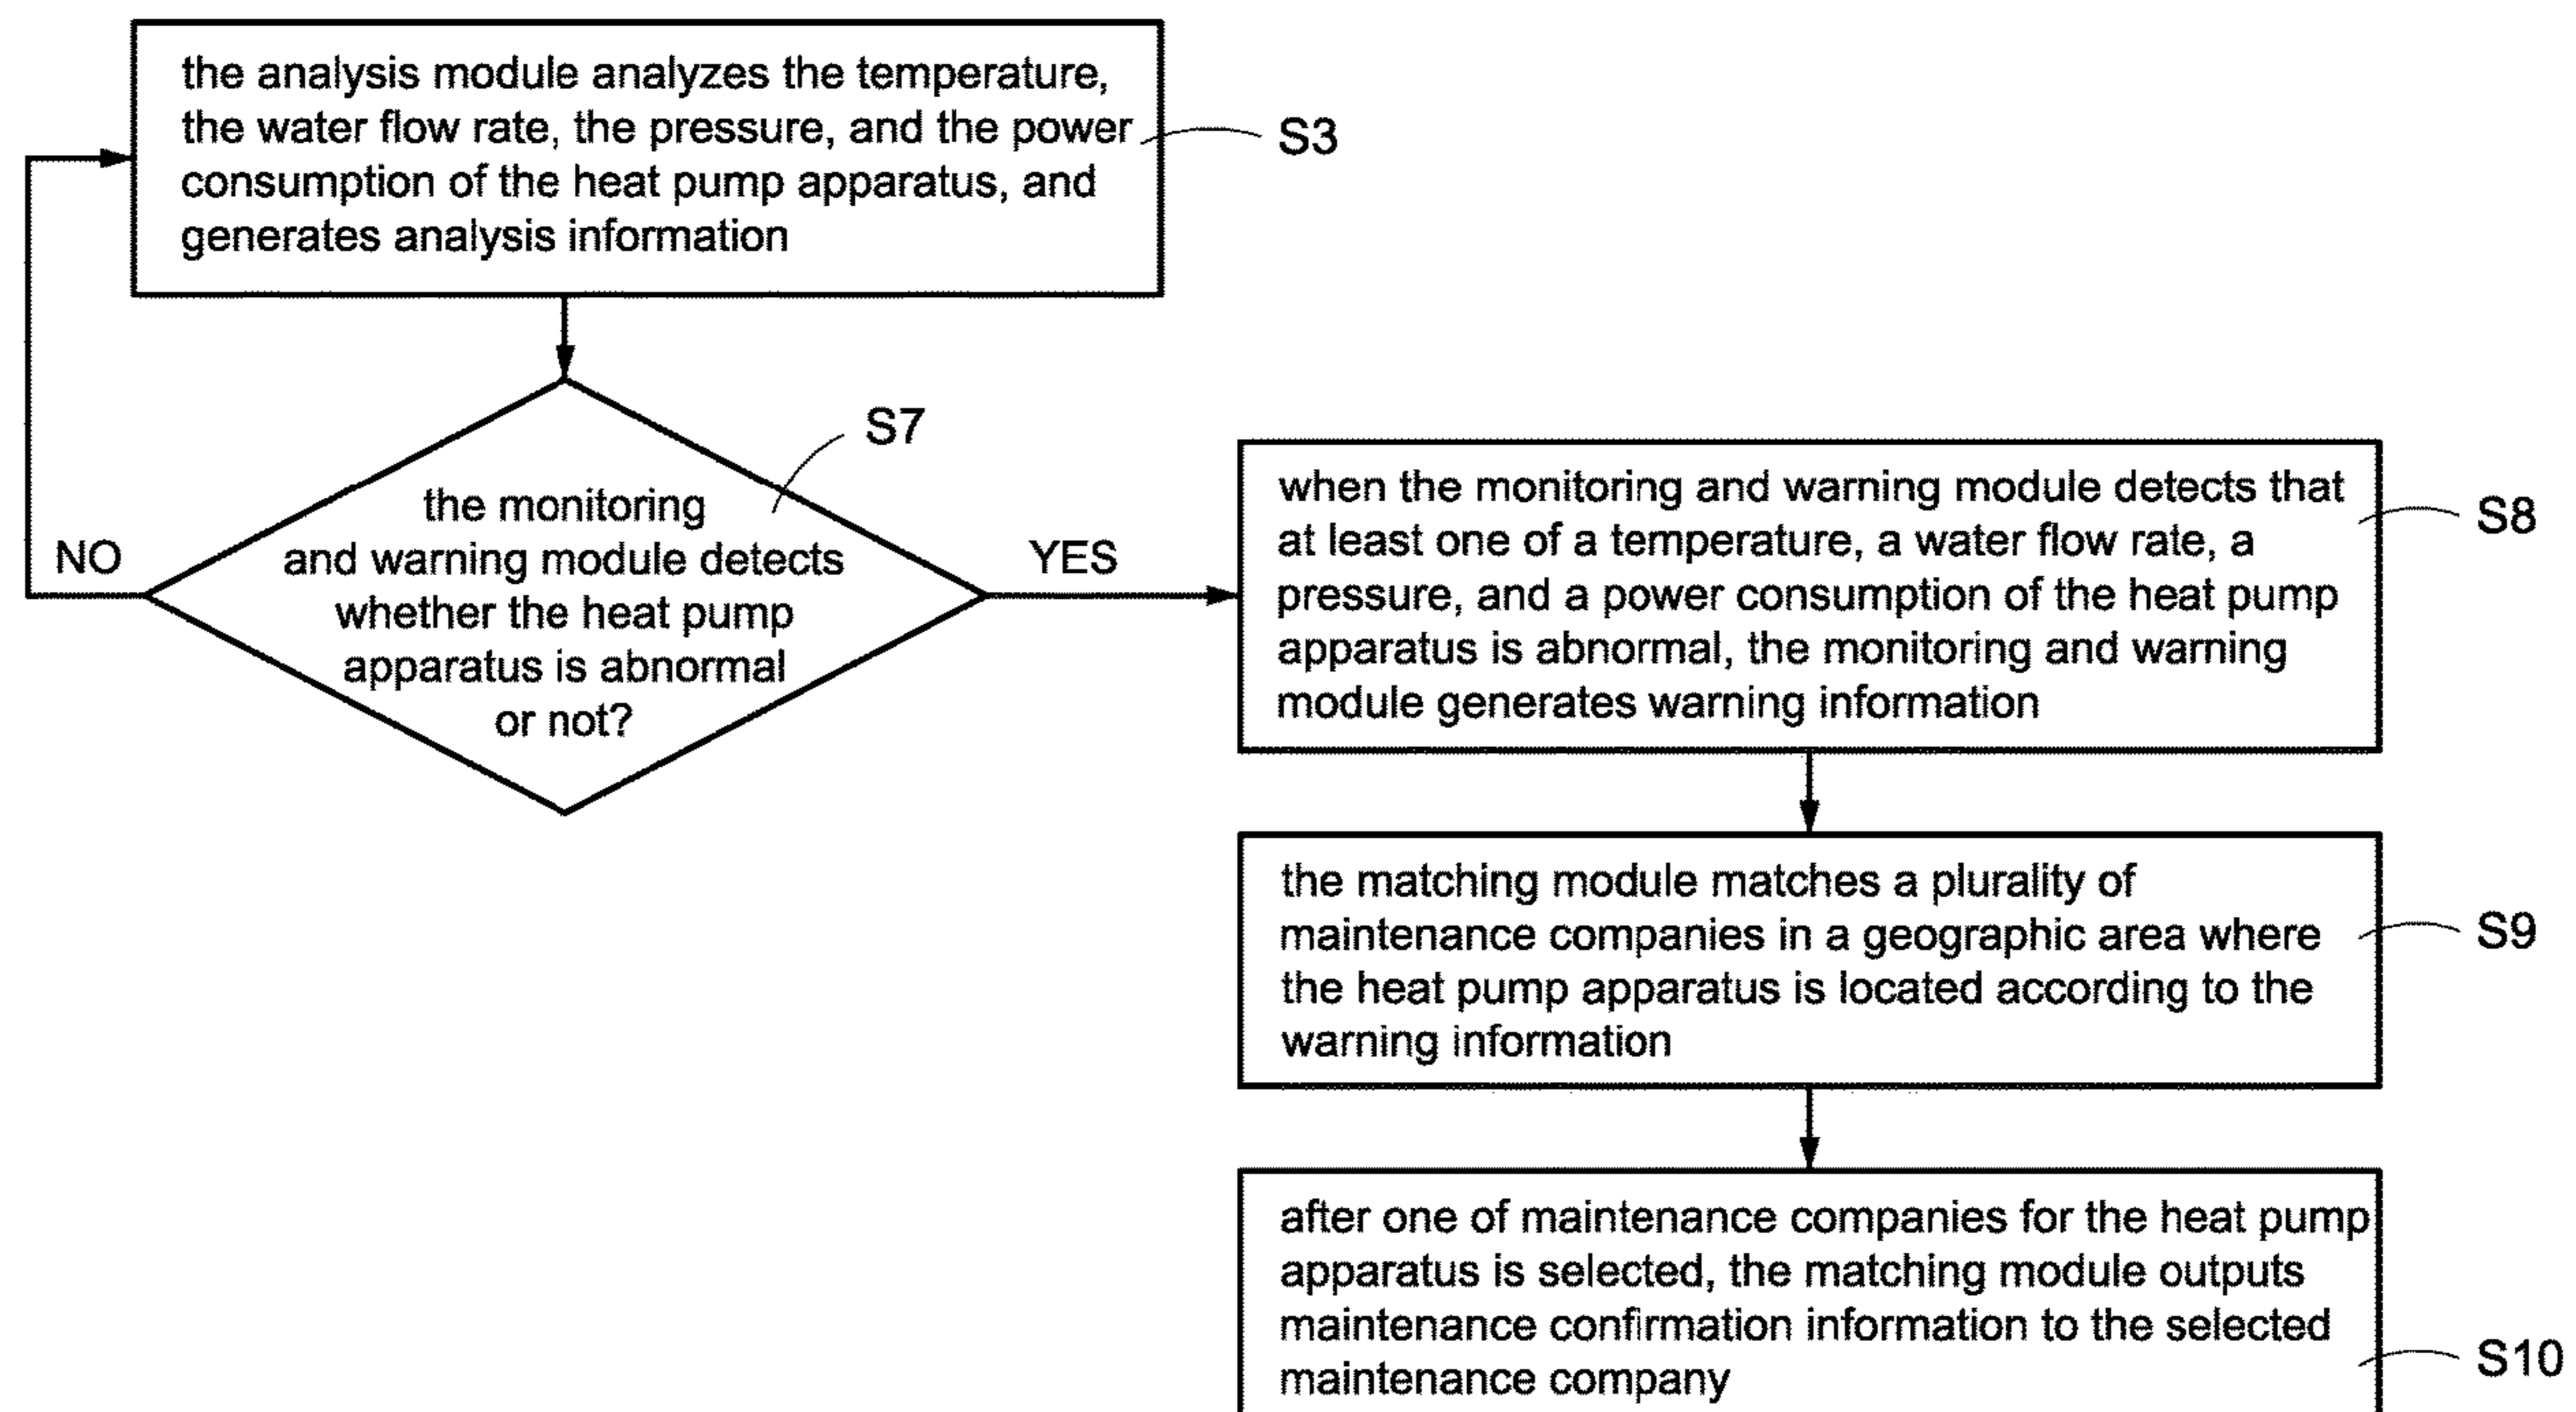 the analysis module analyzes the temperature,
the water flow rate, the pressure, and the power
consumption of the heat pump apparatus, and
generates analysis information
S3
S7
the monitoring
and warning module detects
whether the heat pump
apparatus is abnormal
or not?
NO
YES
when the monitoring and warning module detects that
at least one of a temperature, a water flow rate, a
pressure, and a power consumption of the heat pump
apparatus is abnormal, the monitoring and warning
module generates warning information
S8
the matching module matches a plurality of
maintenance companies in a geographic area where
the heat pump apparatus is located according to the
warning information
S9
after one of maintenance companies for the heat pump
apparatus is selected, the matching module outputs
maintenance confirmation information to the selected
maintenance company
S10